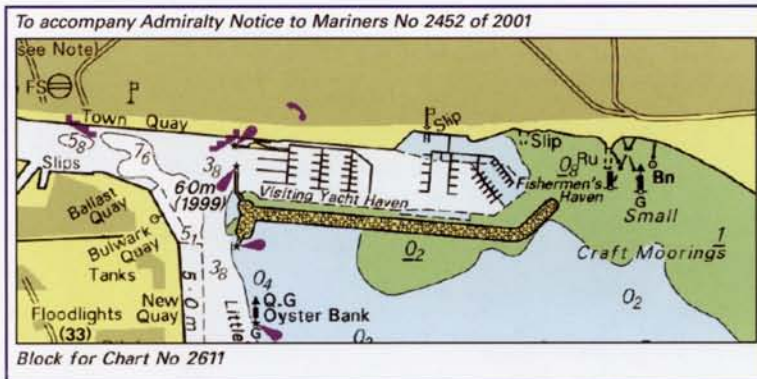 To accompany Admiralty Notice to Mariners No 2452 of 2001
see Note)
FS
Town Quay
Slip
Slip
5₈
7₆
3₈
0₈
Ru
Slips
6·0m
(1999)
Visiting Yacht Haven
Fishermen's
Haven
Bn
G
Small
Ballast
Quay
Bulwark
Quay
5₁
0₂
1
Craft Moorings
Tanks
3₈
0₄
5·0m
New
Quay
Little
Q.G
Oyster Bank
0₂
Floodlights
(33)
G
Block for Chart No 2611